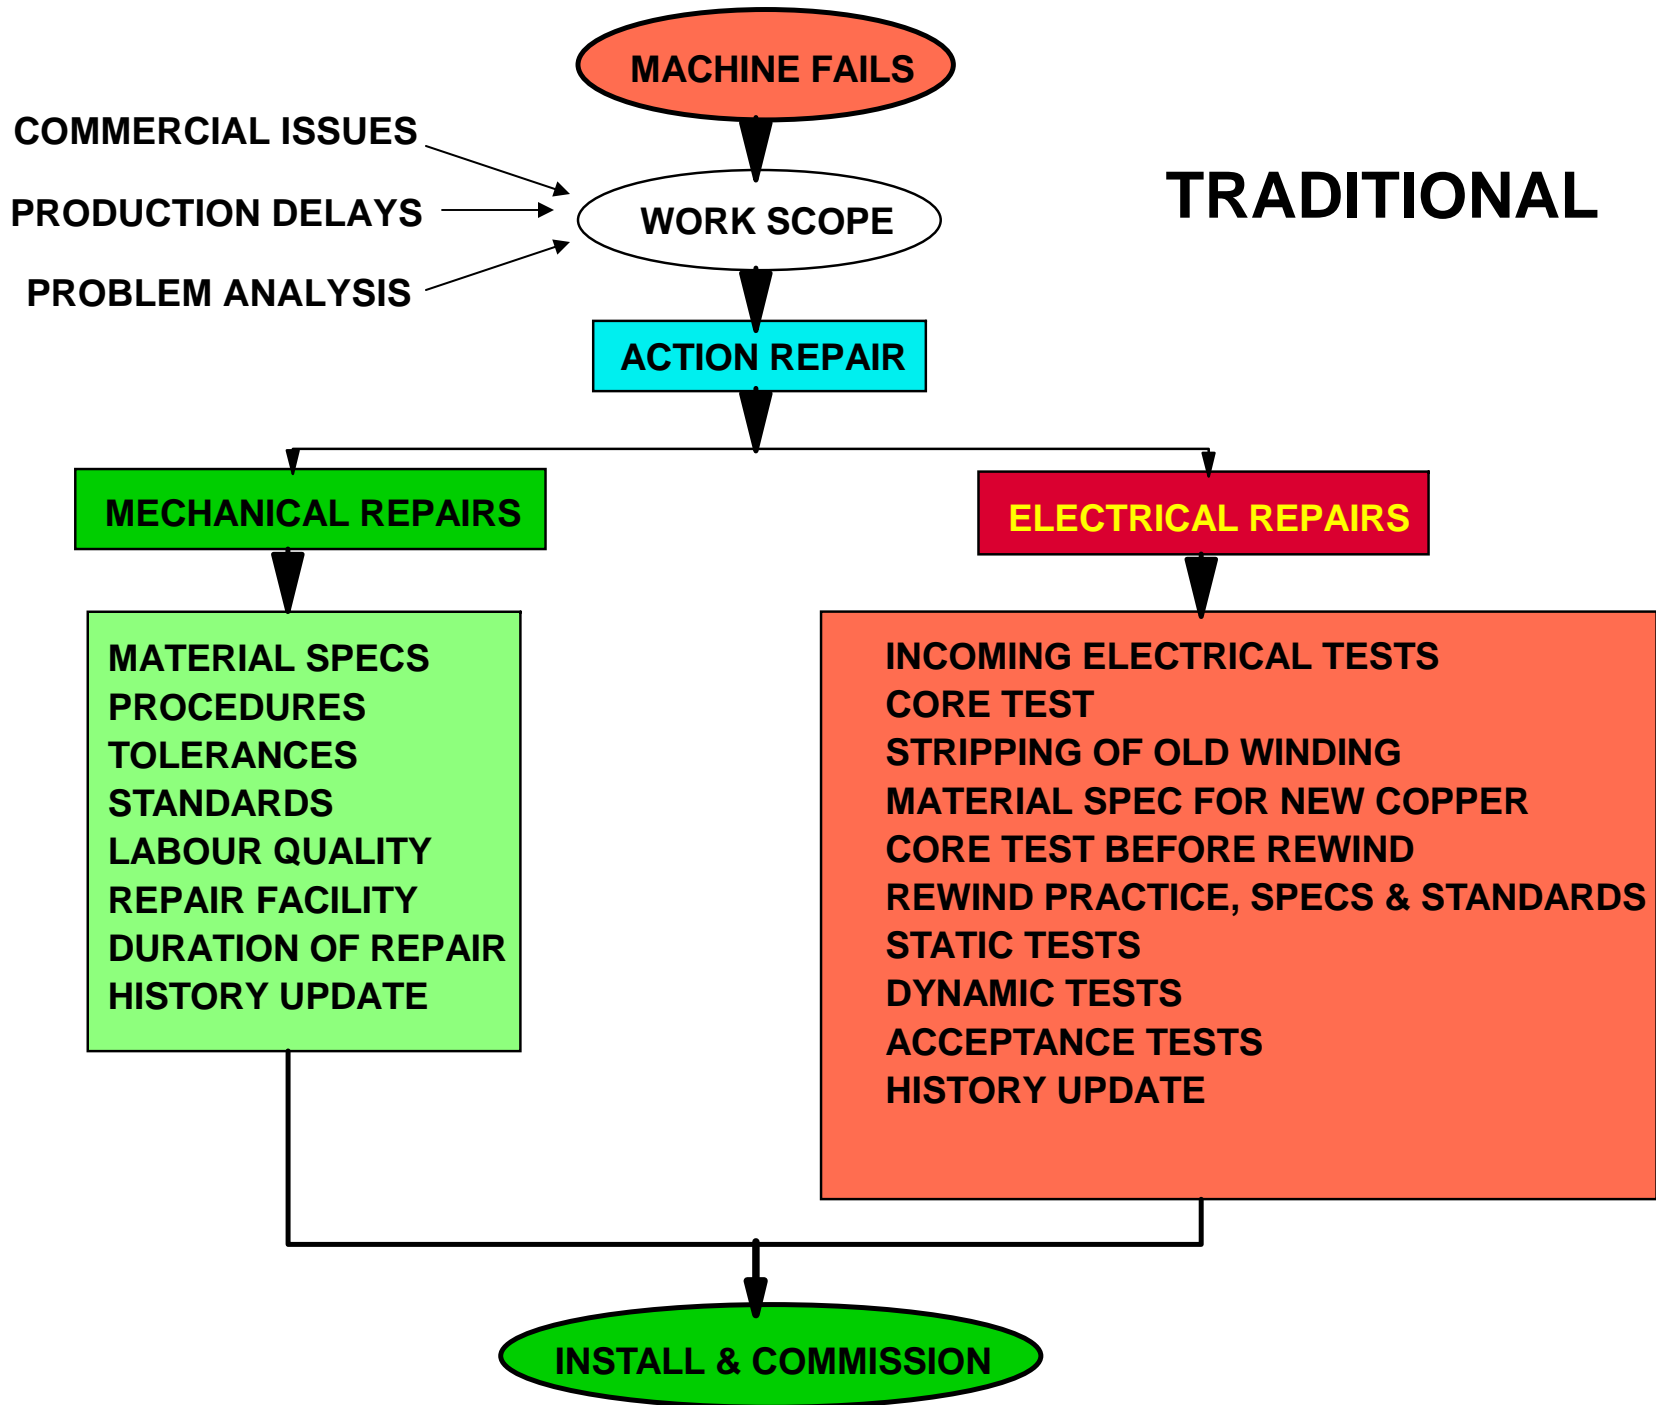 MACHINE FAILS
COMMERCIAL ISSUES
PRODUCTION DELAYS
PROBLEM ANALYSIS
WORK SCOPE
TRADITIONAL
ACTION REPAIR
MECHANICAL REPAIRS
ELECTRICAL REPAIRS
MATERIAL SPECS
PROCEDURES
TOLERANCES
STANDARDS
LABOUR QUALITY
REPAIR FACILITY
DURATION OF REPAIR
HISTORY UPDATE
INCOMING ELECTRICAL TESTS
CORE TEST
STRIPPING OF OLD WINDING
MATERIAL SPEC FOR NEW COPPER
CORE TEST BEFORE REWIND
REWIND PRACTICE, SPECS & STANDARDS
STATIC TESTS
DYNAMIC TESTS
ACCEPTANCE TESTS
HISTORY UPDATE
INSTALL & COMMISSION